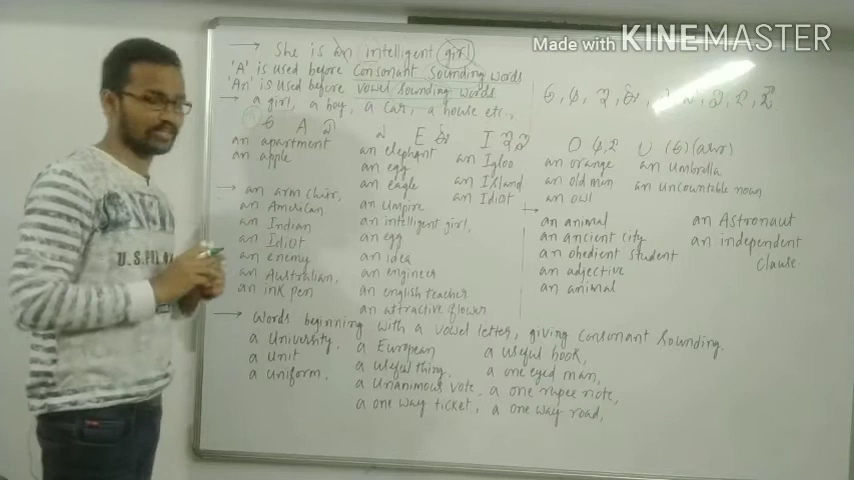 Made with KINEMASTER
→ She is an intelligent girl
'A' is used before Consonant Sounding words
'An' is used before Vowel Sounding words
→ a girl, a boy, a car, a house etc.,
A E I O U
an apartment
an apple
an elephant
an egg
an eagle
an Umpire
an intelligent girl,
an egg
an idea
an engineer
an english teacher
an attractive flower
an Igloo
an Island
an Idiot
an orange
an old man
an owl
an umbrella
an uncountable noun
→ an arm chair,
an American
an Indian
an Idiot
an enemy
an Australian,
an ink pen
→ an animal
an ancient city
an obedient student
an adjective
an animal
an Astronaut
an independent
clause.
→ Words beginning with a vowel letter, giving Consonant Sounding.
a University.
a Unit
a Uniform.
a European
a useful thing.
a Unanimous vote.
a one way ticket,
a useful book,
a one eyed man,
a one rupee note,
a one way road,
U.S.POL